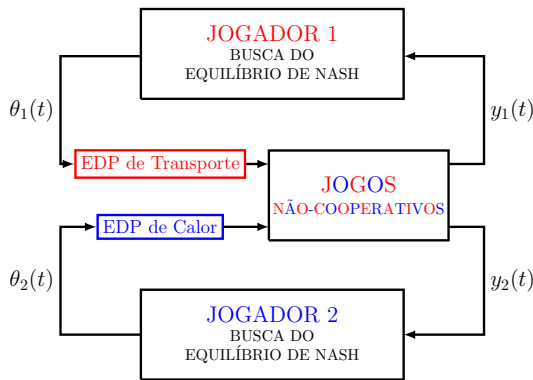 JOGADOR 1
BUSCA DO
EQUILÍBRIO DE NASH
θ₁(t)
y₁(t)
EDP de Transporte
JOGOS
NÃO-COOPERATIVOS
EDP de Calor
θ₂(t)
y₂(t)
JOGADOR 2
BUSCA DO
EQUILÍBRIO DE NASH